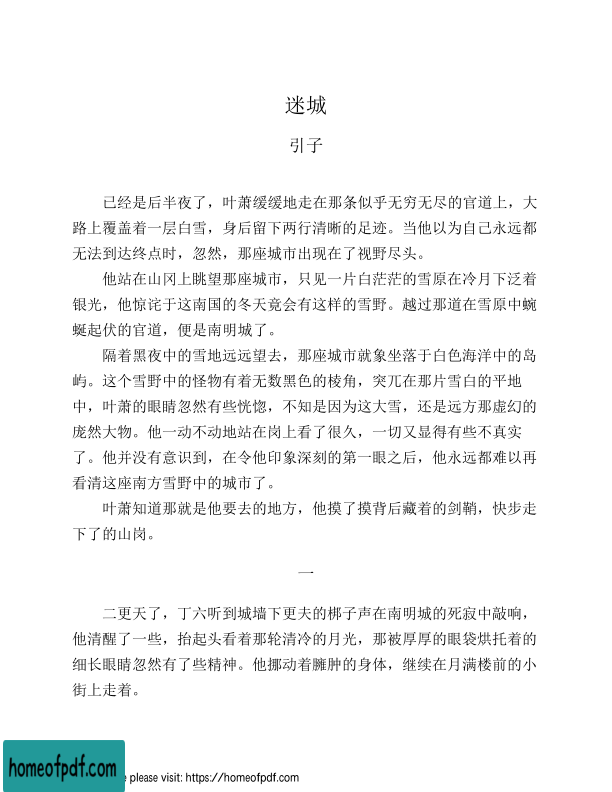 迷城
引子
已经是后半夜了，叶萧缓缓地走在那条似乎无穷无尽的官道上，大
路上覆盖着一层白雪，身后留下两行清晰的足迹。当他以为自己永远都
无法到达终点时，忽然，那座城市出现在了视野尽头。
他站在山冈上眺望那座城市，只见一片白茫茫的雪原在冷月下泛着
银光，他惊诧于这南国的冬天竟会有这样的雪野。越过那道在雪原中蜿
蜒起伏的官道，便是南明城了。
隔着黑夜中的雪地远远望去，那座城市就象坐落于白色海洋中的岛
屿。这个雪野中的怪物有着无数黑色的棱角，突兀在那片雪白的平地
中，叶萧的眼睛忽然有些恍惚，不知是因为这大雪，还是远方那虚幻的
庞然大物。他一动不动地站在岗上看了很久，一切又显得有些不真实
了。他并没有意识到，在令他印象深刻的第一眼之后，他永远都难以再
看清这座南方雪野中的城市了。
叶萧知道那就是他要去的地方，他摸了摸背后藏着的剑鞘，快步走
下了的山岗。
一
二更天了，丁六听到城墙下更夫的梆子声在南明城的死寂中敲响，
他清醒了一些，抬起头看着那轮清冷的月光，那被厚厚的眼袋烘托着的
细长眼睛忽然有了些精神。他挪动着臃肿的身体，继续在月满楼前的小
街上走着。
homeofpdf.com
e please visit: https://homeofpdf.com